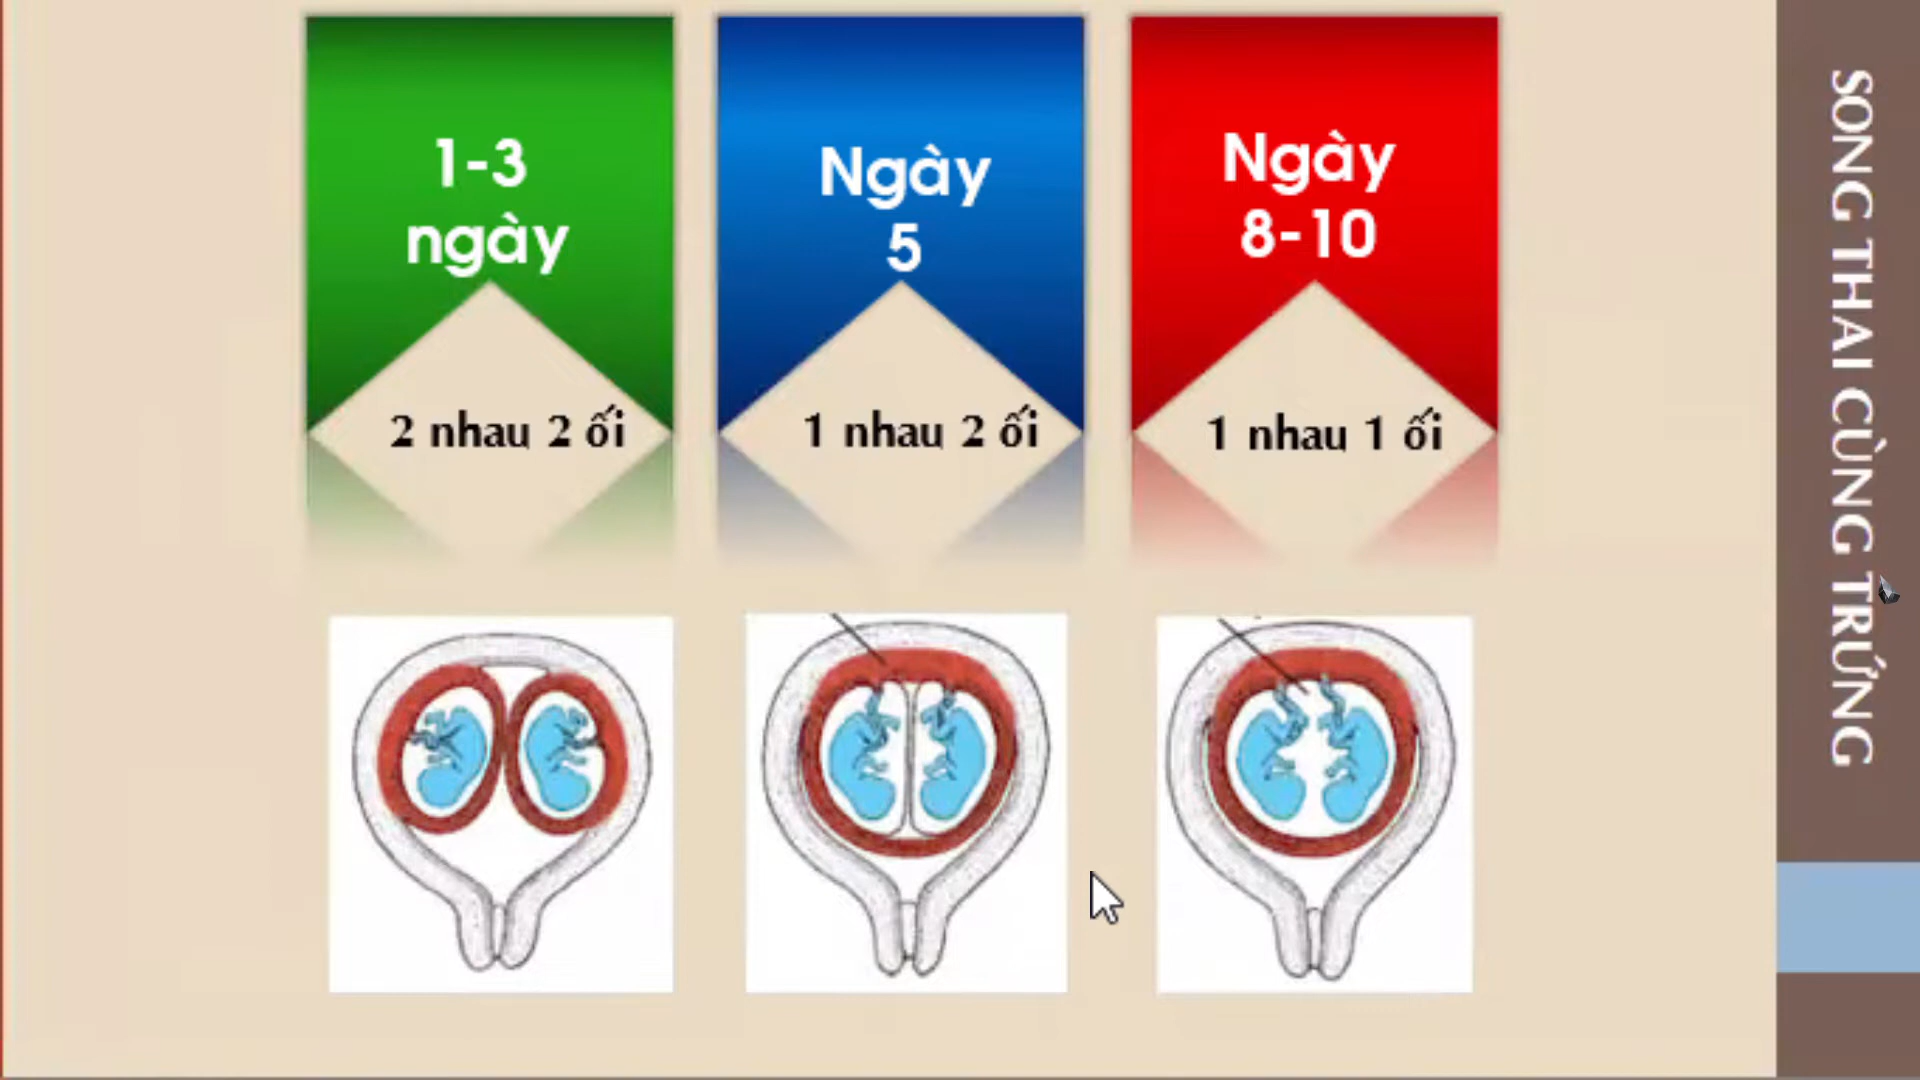 1-3
ngày
Ngày
5
Ngày
8-10
2 nhau 2 ối
1 nhau 2 ối
1 nhau 1 ối
SONG THAI CÙNG TRỨNG